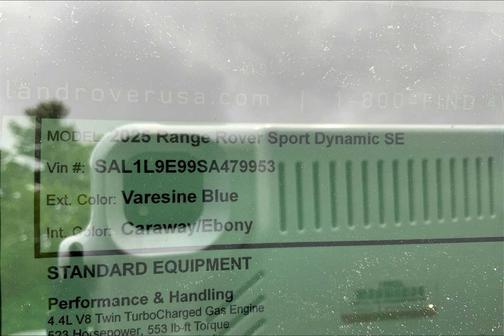 landroverusa.com | 1-800-FIND
MODEL: 2025 Range Rover Sport Dynamic SE
Vin #: SAL1L9E99SA479953
Ext. Color: Varesine Blue
Int. Color: Caraway/Ebony
STANDARD EQUIPMENT
Performance & Handling
4.4L V8 Twin TurboCharged Gas Engine
523 Horsepower, 553 lb-ft Torque